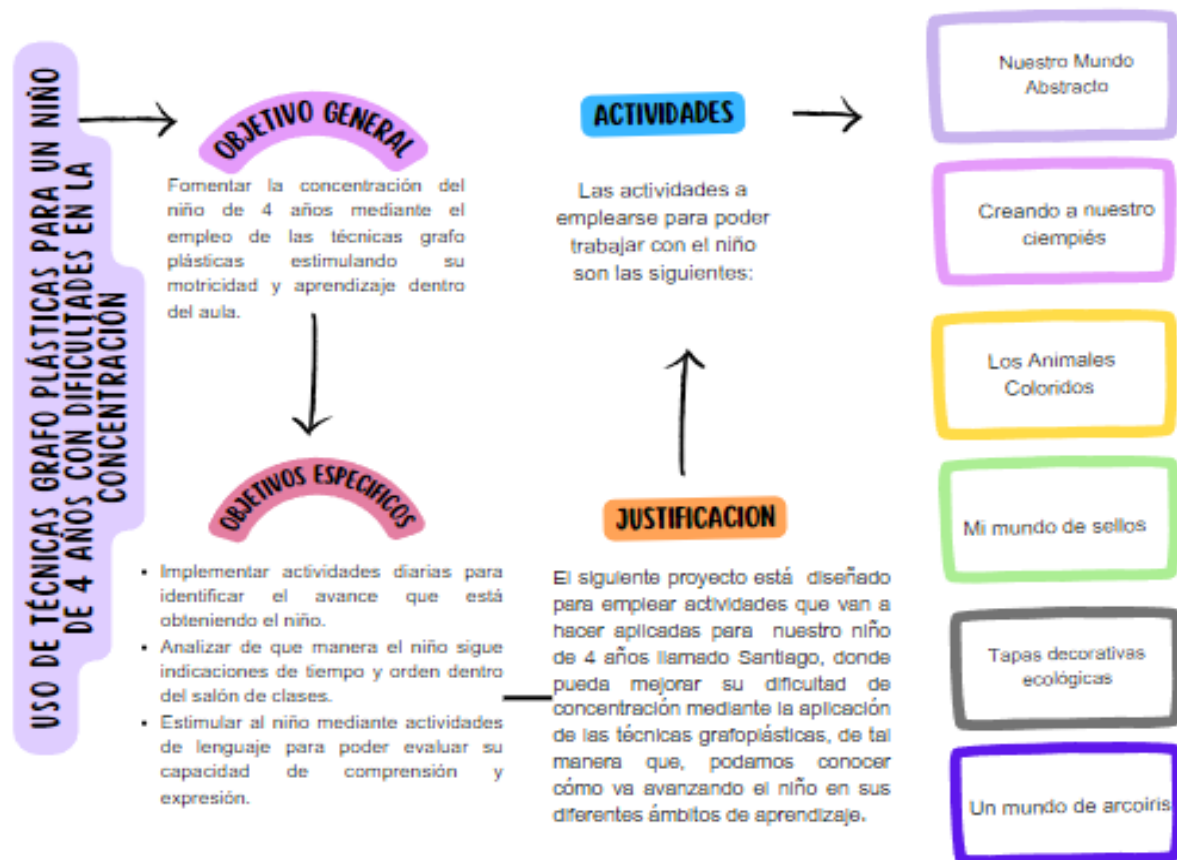 USO DE TÉCNICAS GRAFO PLÁSTICAS PARA UN NIÑO
DE 4 AÑOS CON DIFICULTADES EN LA
CONCENTRACIÓN
OBJETIVO GENERAL
Fomentar la concentración del
niño de 4 años mediante el
empleo de las técnicas grafo
plásticas estimulando su
motricidad y aprendizaje dentro
del aula.
OBJETIVOS ESPECIFICOS
• Implementar actividades diarias para
identificar el avance que está
obteniendo el niño.
• Analizar de que manera el niño sigue
indicaciones de tiempo y orden dentro
del salón de clases.
• Estimular al niño mediante actividades
de lenguaje para poder evaluar su
capacidad de comprensión y
expresión.
JUSTIFICACION
El siguiente proyecto está diseñado
para emplear actividades que van a
hacer aplicadas para nuestro niño
de 4 años llamado Santiago, donde
pueda mejorar su dificultad de
concentración mediante la aplicación
de las técnicas grafoplásticas, de tal
manera que, podamos conocer
cómo va avanzando el niño en sus
diferentes ámbitos de aprendizaje.
ACTIVIDADES
Las actividades a
emplearse para poder
trabajar con el niño
son las siguientes:
Nuestro Mundo
Abstracto
Creando a nuestro
ciempiés
Los Animales
Coloridos
Mi mundo de sellos
Tapas decorativas
ecológicas
Un mundo de arcoiris